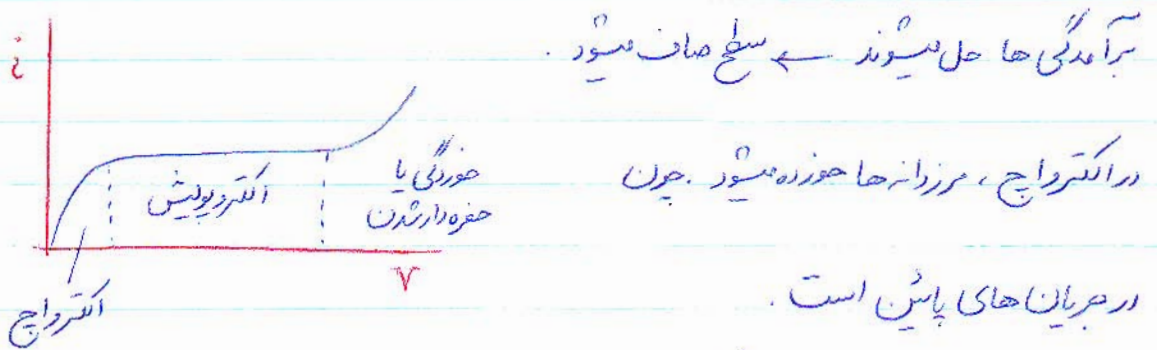 برآمدگی ها حل میشوند ← سطح صاف میشود .
در الکترواچ ، مرزدانه ها خورده میشود . چون
در جریان های پایین است .
i
الکتروپولیش
خوردگی یا
حفره دار شدن
V
الکترواچ